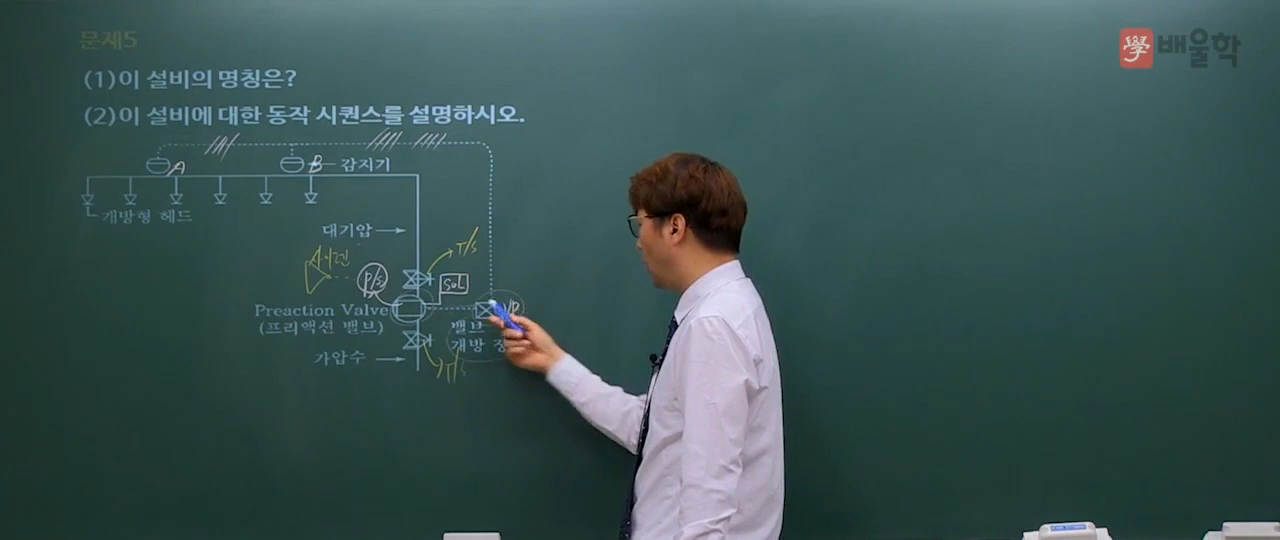 문제5
學 배울학
(1)이 설비의 명칭은?
(2)이 설비에 대한 동작 시퀀스를 설명하시오.
A
B
감지기
개방형 헤드
대기압
T/S
사이렌
P/S
SOL
Preaction Valve
(프리액션 밸브)
밸브
개방
가압수
T/S